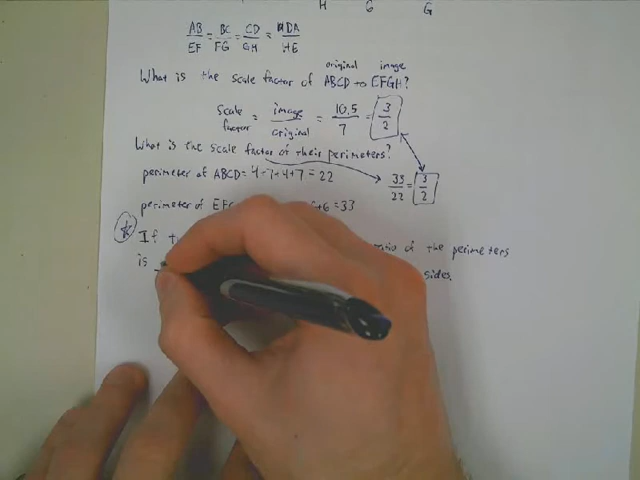 H G G
AB/EF = BC/FG = CD/GH = DA/HE
original image
What is the scale factor of ABCD to EFGH?
scale factor = image/original = 10.5/7 = 3/2
What is the scale factor of their perimeters?
perimeter of ABCD = 4+7+4+7 = 22
33/22 = 3/2
perimeter of +6 = 33
If ratio of the perimeters
is sides.